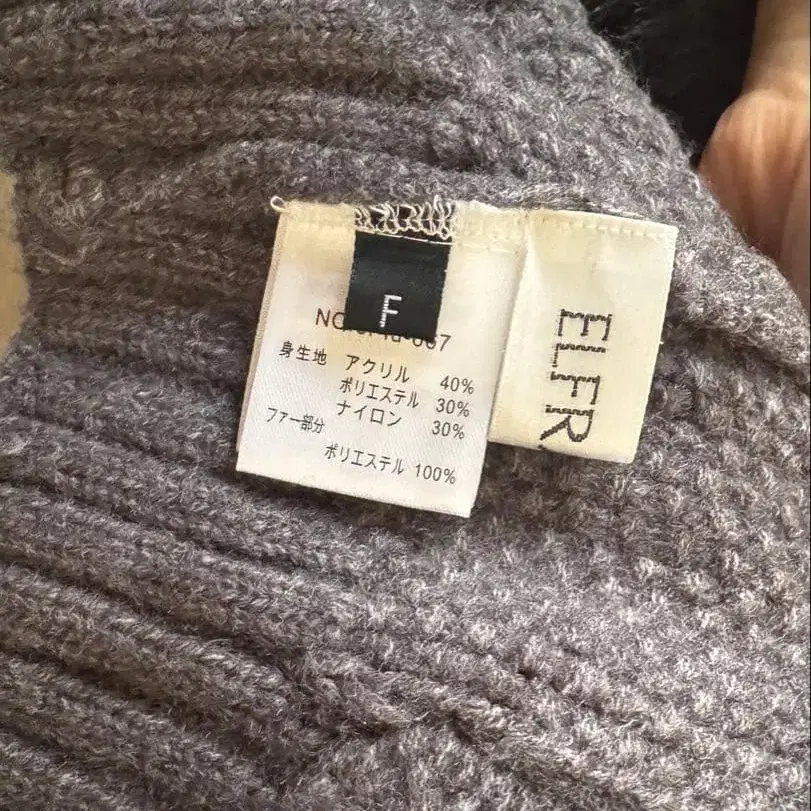 F
身生地 アクリル 40%
ポリエステル 30%
ナイロン 30%
ファー部分
ポリエステル 100%
ELFR.